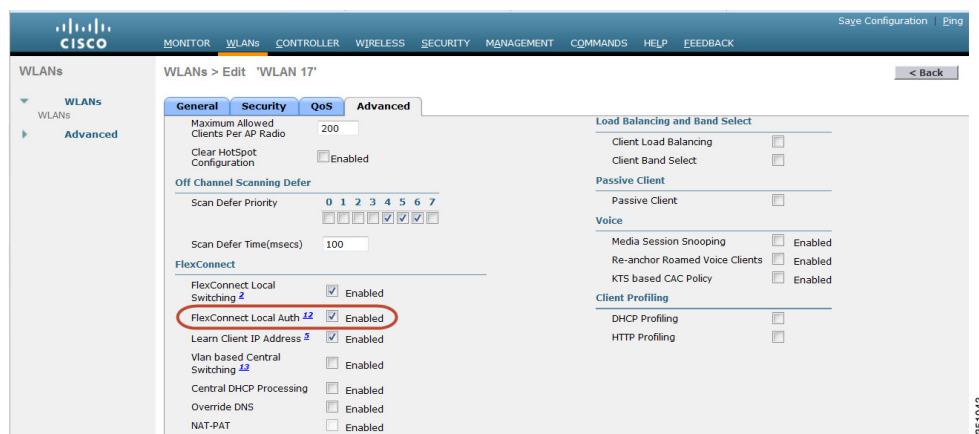 Save Configuration | Ping
CISCO
MONITOR WLANs CONTROLLER WIRELESS SECURITY MANAGEMENT COMMANDS HELP FEEDBACK
WLANs
WLANs > Edit 'WLAN 17'
< Back
WLANs
WLANs
Advanced
General Security QoS Advanced
Maximum Allowed
Clients Per AP Radio
200
Clear HotSpot
Configuration
Enabled
Off Channel Scanning Defer
Scan Defer Priority
0 1 2 3 4 5 6 7
Scan Defer Time(msecs)
100
FlexConnect
FlexConnect Local
Switching 2
Enabled
FlexConnect Local Auth 12
Enabled
Learn Client IP Address 5
Enabled
Vlan based Central
Switching 13
Enabled
Central DHCP Processing
Enabled
Override DNS
Enabled
NAT-PAT
Enabled
Load Balancing and Band Select
Client Load Balancing
Client Band Select
Passive Client
Passive Client
Voice
Media Session Snooping
Enabled
Re-anchor Roamed Voice Clients
Enabled
KTS based CAC Policy
Enabled
Client Profiling
DHCP Profiling
HTTP Profiling